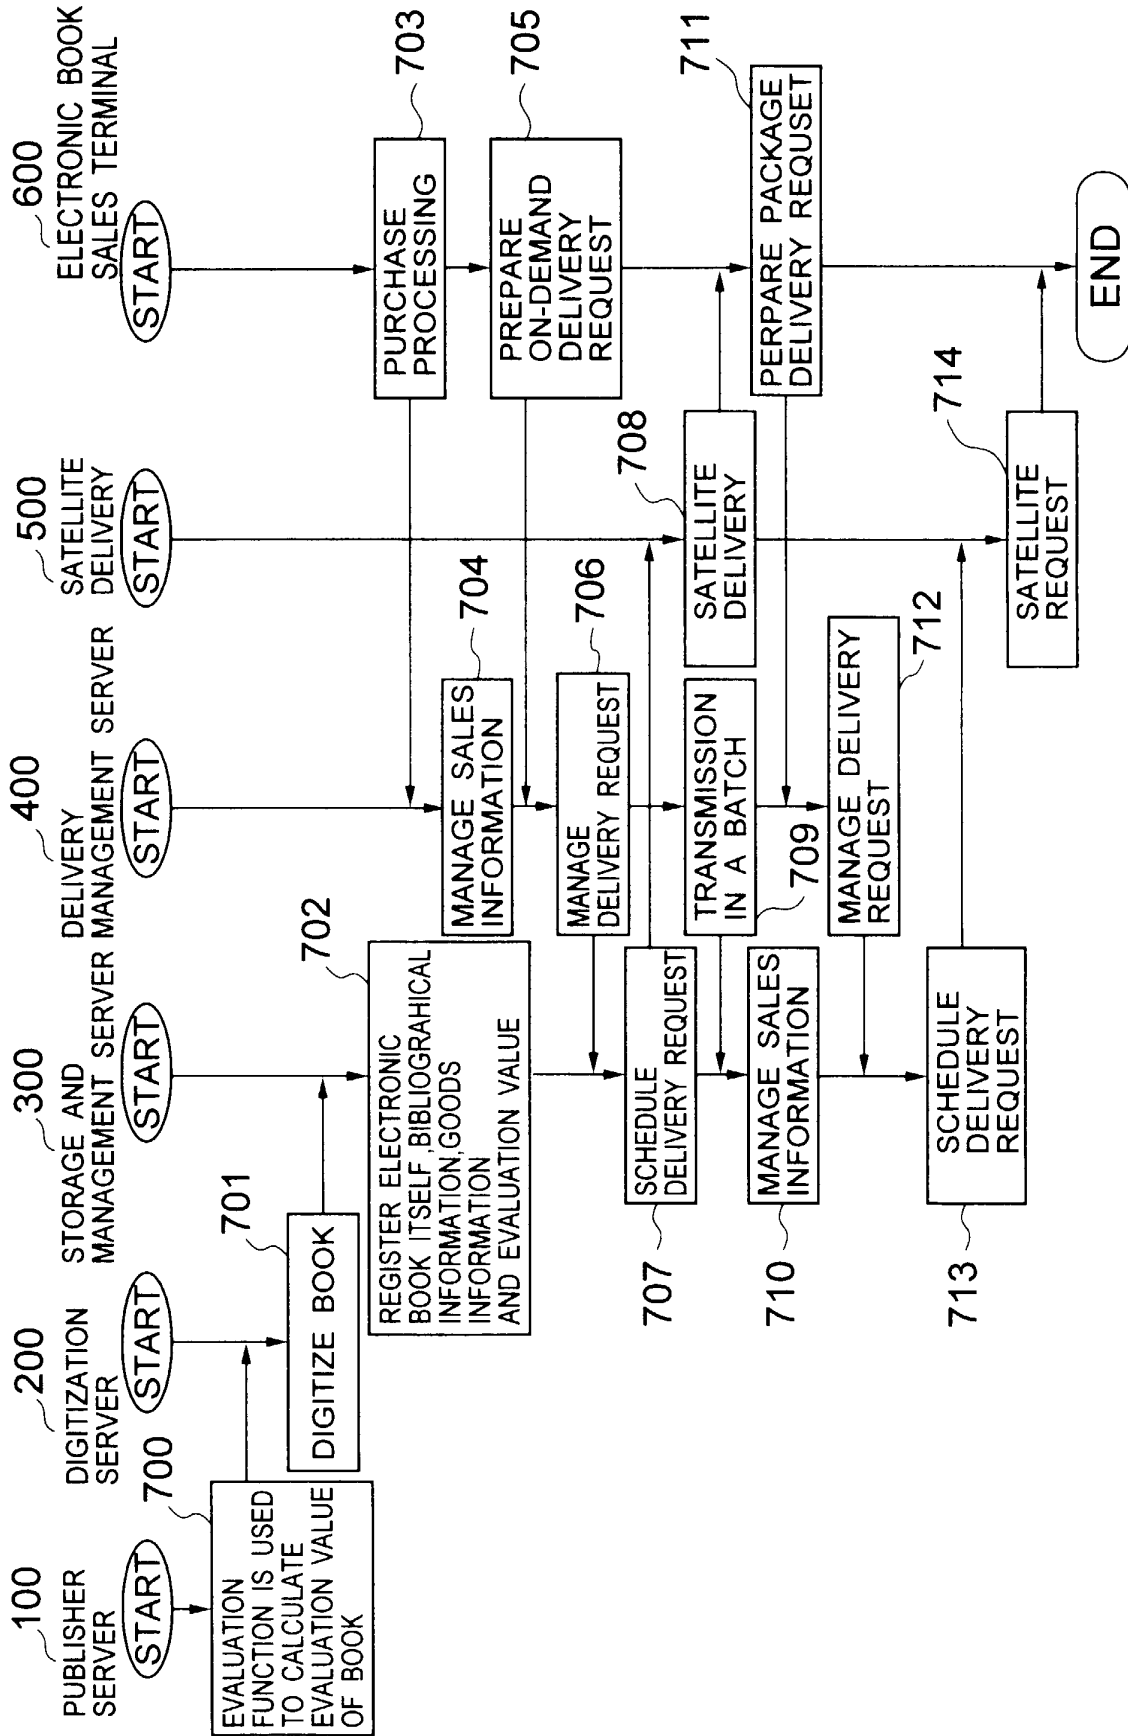 100
PUBLISHER
SERVER
START
200
DIGITIZATION
SERVER
START
300
STORAGE AND
MANAGEMENT SERVER
START
400
DELIVERY
MANAGEMENT SERVER
START
500
SATELLITE
DELIVERY
START
600
ELECTRONIC BOOK
SALES TERMINAL
START
700
EVALUATION
FUNCTION IS USED
TO CALCULATE
EVALUATION VALUE
OF BOOK
701
DIGITIZE BOOK
702
REGISTER ELECTRONIC
BOOK ITSELF,BIBLIOGRAHICAL
INFORMATION,GOODS
INFORMATION
AND EVALUATION VALUE
703
PURCHASE
PROCESSING
704
MANAGE SALES
INFORMATION
705
PREPARE
ON-DEMAND
DELIVERY
REQUEST
706
MANAGE
DELIVERY REQUEST
707
SCHEDULE
DELIVERY REQUEST
708
SATELLITE
DELIVERY
TRANSMISSION
IN A BATCH
709
710
MANAGE SALES
INFORMATION
711
PERPARE PACKAGE
DELIVERY REQUSET
712
MANAGE DELIVERY
REQUEST
713
SCHEDULE
DELIVERY
REQUEST
714
SATELLITE
REQUEST
END